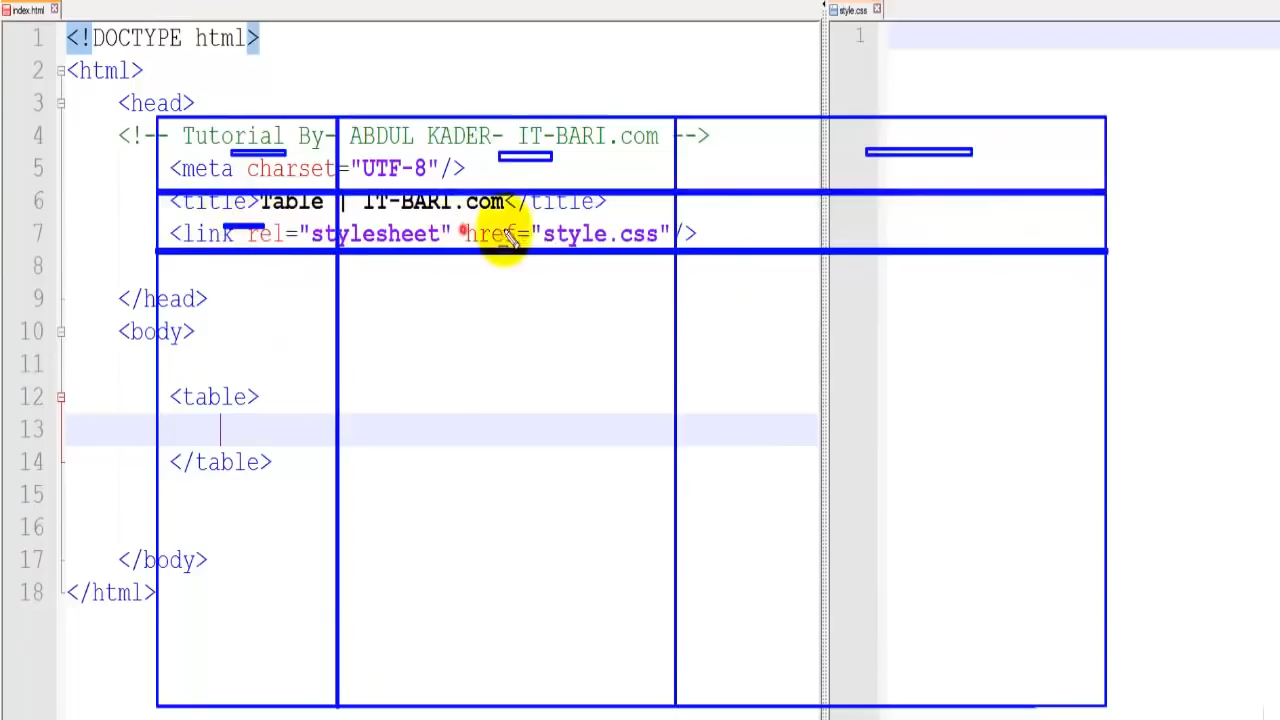 index.html
style.css
1 <!DOCTYPE html>
2 <html>
3 <head>
4 <!-- Tutorial By- ABDUL KADER- IT-BARI.com -->
5 <meta charset="UTF-8"/>
6 <title>Table | IT-BARI.com</title>
7 <link rel="stylesheet" href="style.css"/>
8
9 </head>
10 <body>
11
12 <table>
13
14 </table>
15
16
17 </body>
18 </html>
1